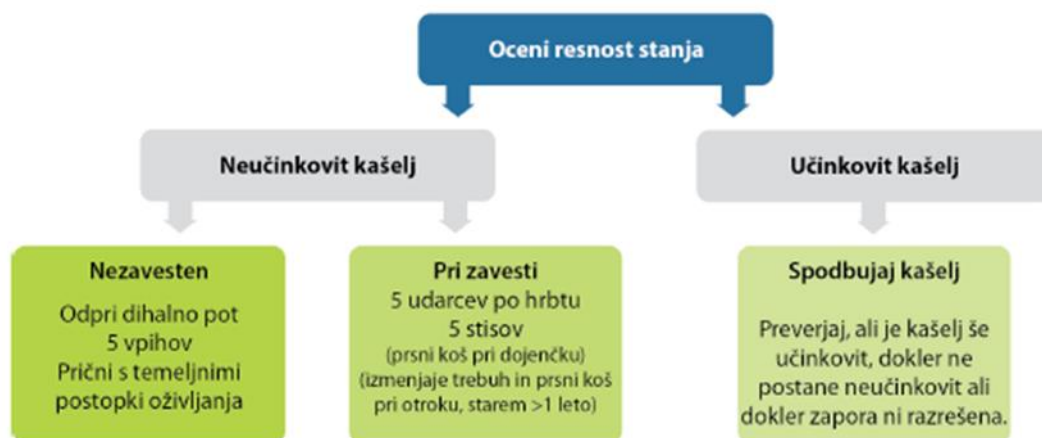 Oceni resnost stanja
Neučinkovit kašelj
Učinkovit kašelj
Nezavesten
Odpri dihalno pot
5 vpihov
Prični s temeljnimi
postopki oživljanja
Pri zavesti
5 udarcev po hrbtu
5 stisov
(prsni koš pri dojenčku)
(izmenjaje trebuh in prsni koš
pri otroku, starem >1 leto)
Spodbujaj kašelj
Preverjaj, ali je kašelj še
učinkovit, dokler ne
postane neučinkovit ali
dokler zapora ni razrešena.